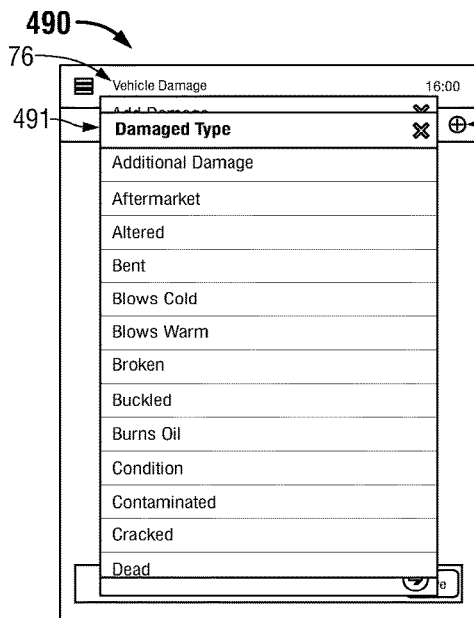 490
76
Vehicle Damage 16:00
491
Damaged Type
Additional Damage
Aftermarket
Altered
Bent
Blows Cold
Blows Warm
Broken
Buckled
Burns Oil
Condition
Contaminated
Cracked
Dead